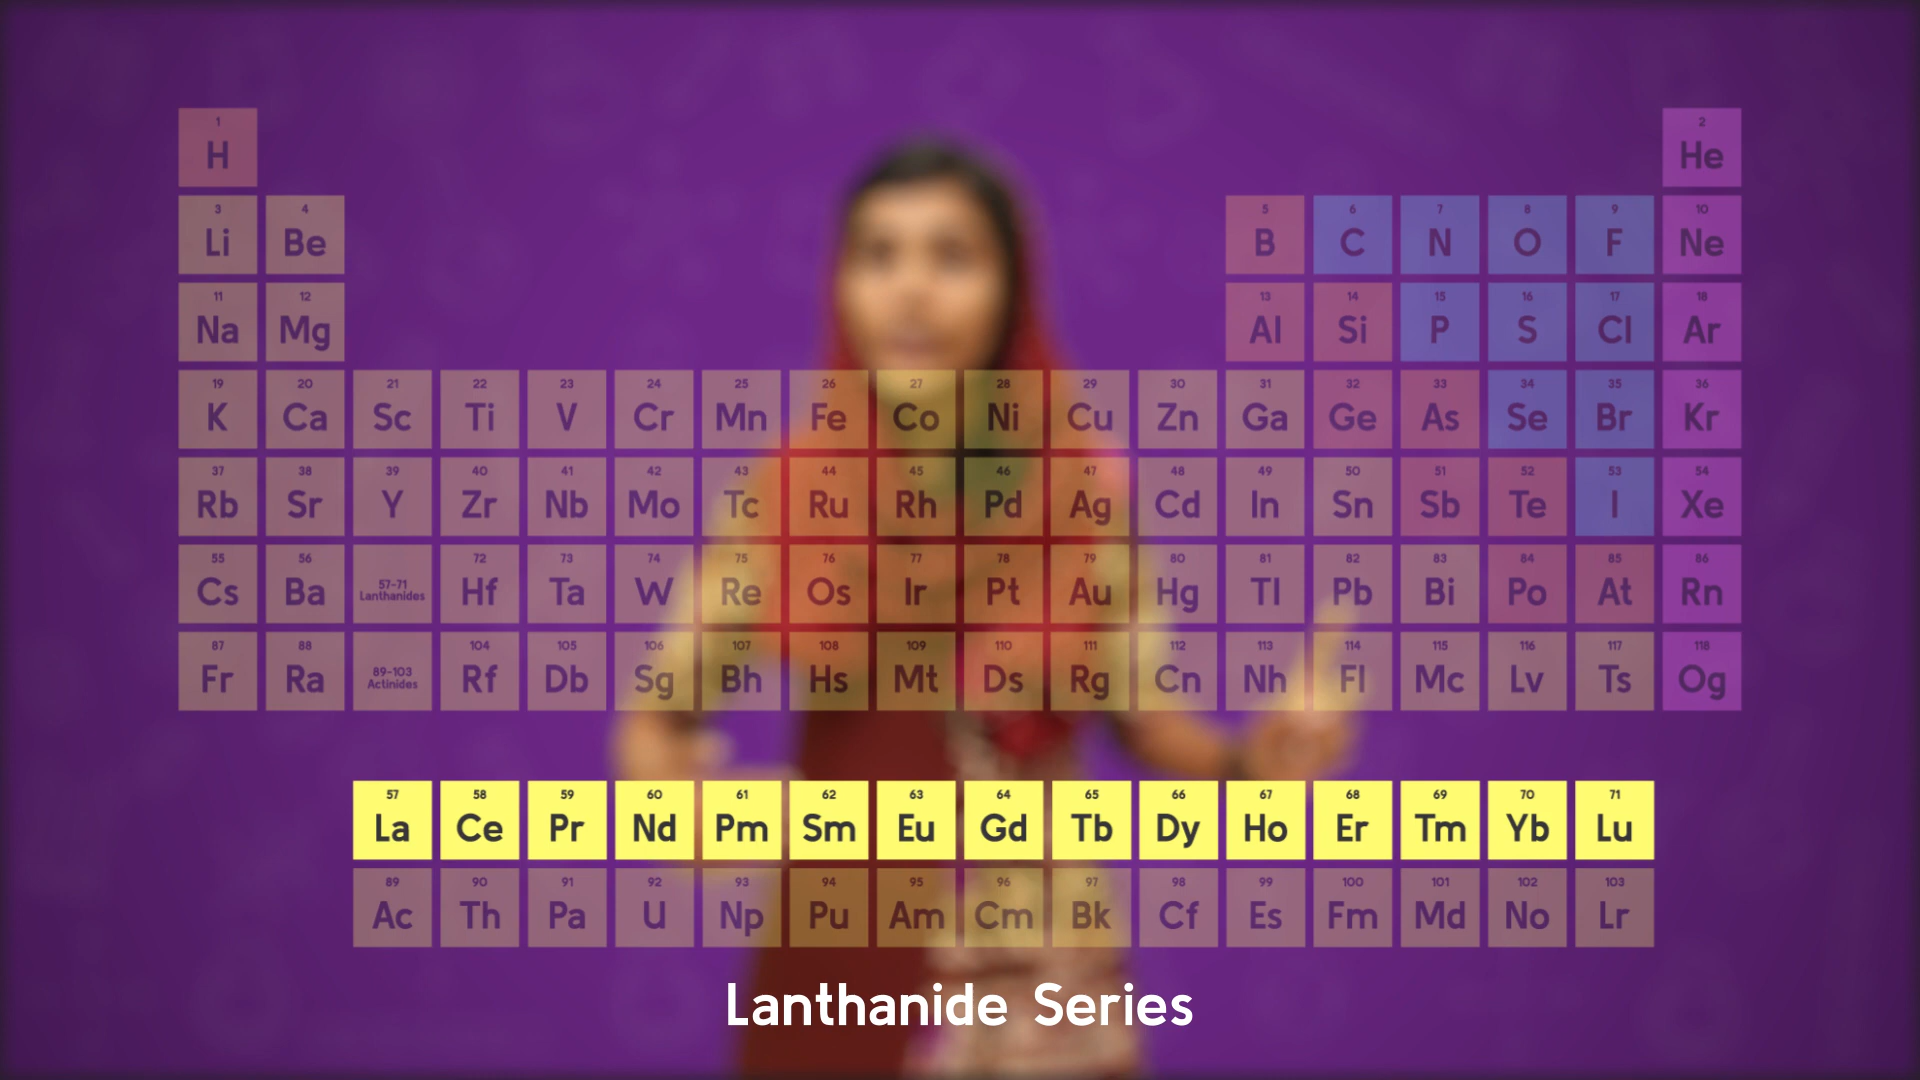 1 2
H He
3 4 5 6 7 8 9 10
Li Be B C N O F Ne
11 12 13 14 15 16 17 18
Na Mg Al Si P S Cl Ar
19 20 21 22 23 24 25 26 27 28 29 30 31 32 33 34 35 36
K Ca Sc Ti V Cr Mn Fe Co Ni Cu Zn Ga Ge As Se Br Kr
37 38 39 40 41 42 43 44 45 46 47 48 49 50 51 52 53 54
Rb Sr Y Zr Nb Mo Tc Ru Rh Pd Ag Cd In Sn Sb Te I Xe
55 56 57-71 72 73 74 75 76 77 78 79 80 81 82 83 84 85 86
Cs Ba Lanthanides Hf Ta W Re Os Ir Pt Au Hg Tl Pb Bi Po At Rn
87 88 89-103 104 105 106 107 108 109 110 111 112 113 114 115 116 117 118
Fr Ra Actinides Rf Db Sg Bh Hs Mt Ds Rg Cn Nh Fl Mc Lv Ts Og
57 58 59 60 61 62 63 64 65 66 67 68 69 70 71
La Ce Pr Nd Pm Sm Eu Gd Tb Dy Ho Er Tm Yb Lu
89 90 91 92 93 94 95 96 97 98 99 100 101 102 103
Ac Th Pa U Np Pu Am Cm Bk Cf Es Fm Md No Lr
Lanthanide Series